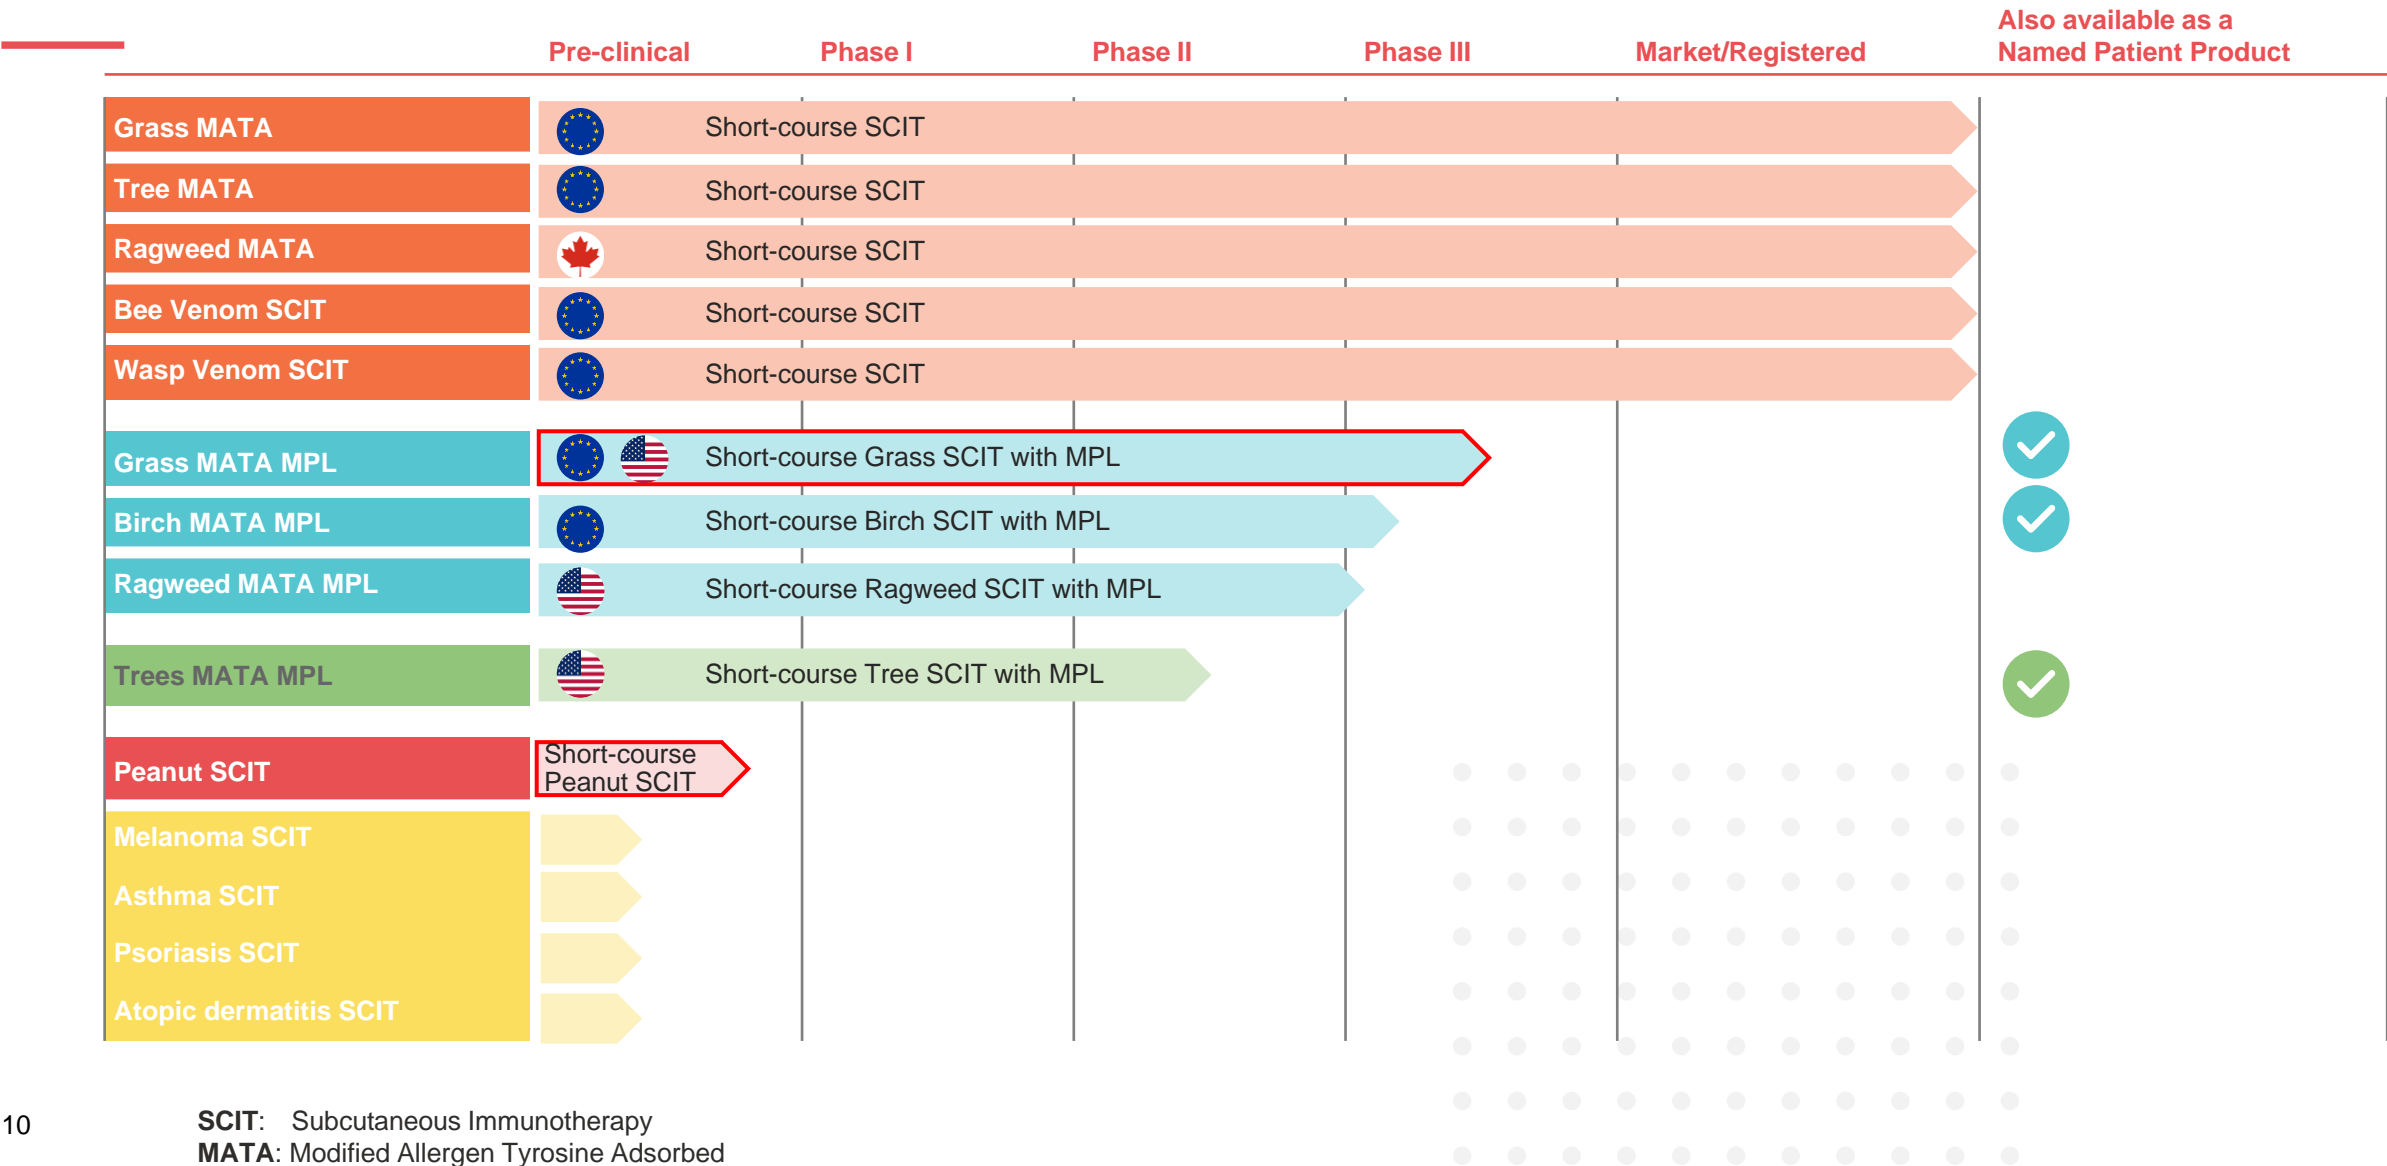 Pre-clinical
Phase I
Phase II
Phase III
Market/Registered
Also available as a
Named Patient Product
Grass MATA
Short-course SCIT
Tree MATA
Short-course SCIT
Ragweed MATA
Short-course SCIT
Bee Venom SCIT
Short-course SCIT
Wasp Venom SCIT
Short-course SCIT
Grass MATA MPL
Short-course Grass SCIT with MPL
Birch MATA MPL
Short-course Birch SCIT with MPL
Ragweed MATA MPL
Short-course Ragweed SCIT with MPL
Trees MATA MPL
Short-course Tree SCIT with MPL
Peanut SCIT
Short-course
Peanut SCIT
Melanoma SCIT
Asthma SCIT
Psoriasis SCIT
Atopic dermatitis SCIT
10
SCIT: Subcutaneous Immunotherapy
MATA: Modified Allergen Tyrosine Adsorbed